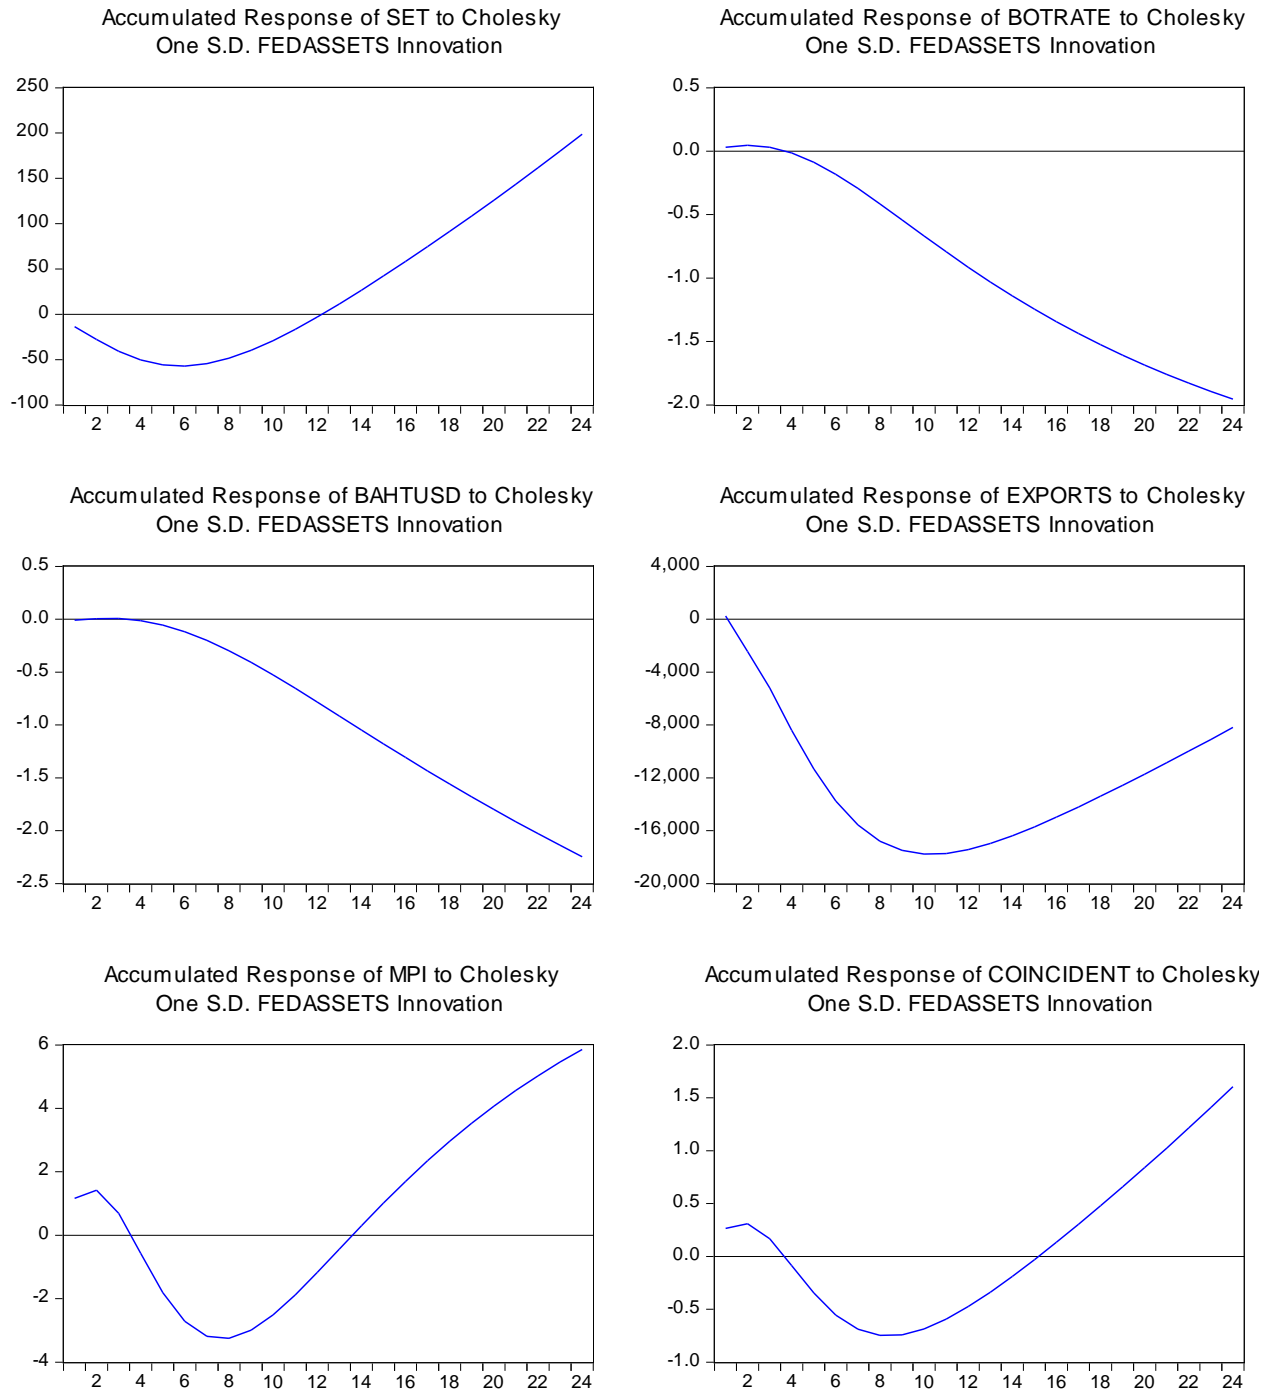 Accumulated Response of SET to Cholesky
One S.D. FEDASSETS Innovation
250
200
150
100
50
0
-50
-100
2 4 6 8 10 12 14 16 18 20 22 24
Accumulated Response of BOTRATE to Cholesky
One S.D. FEDASSETS Innovation
0.5
0.0
-0.5
-1.0
-1.5
-2.0
2 4 6 8 10 12 14 16 18 20 22 24
Accumulated Response of BAHTUSD to Cholesky
One S.D. FEDASSETS Innovation
0.5
0.0
-0.5
-1.0
-1.5
-2.0
-2.5
2 4 6 8 10 12 14 16 18 20 22 24
Accumulated Response of EXPORTS to Cholesky
One S.D. FEDASSETS Innovation
4,000
0
-4,000
-8,000
-12,000
-16,000
-20,000
2 4 6 8 10 12 14 16 18 20 22 24
Accumulated Response of MPI to Cholesky
One S.D. FEDASSETS Innovation
6
4
2
0
-2
-4
2 4 6 8 10 12 14 16 18 20 22 24
Accumulated Response of COINCIDENT to Cholesky
One S.D. FEDASSETS Innovation
2.0
1.5
1.0
0.5
0.0
-0.5
-1.0
2 4 6 8 10 12 14 16 18 20 22 24